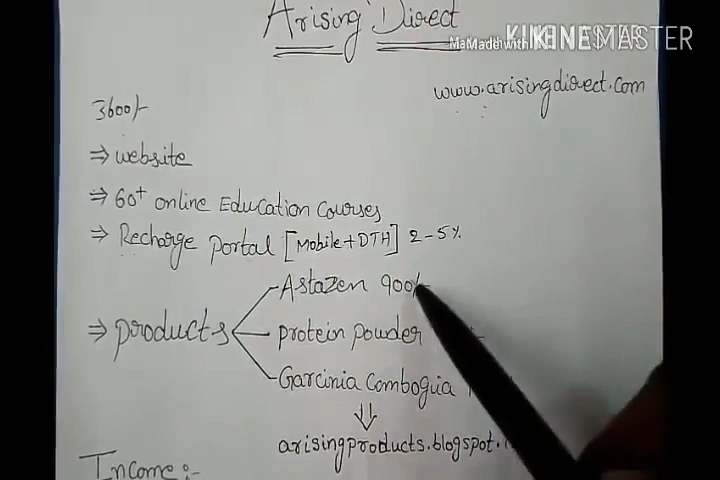 Arising Direct
Made with KINEMASTER
www.arisingdirect.com
3600/-
⇒ website
⇒ 60+ online Education Courses
⇒ Recharge portal [Mobile+DTH] 2-5%
⇒ products
Astazen 900/-
protein powder
Garcinia Combogia
arisingproducts.blogspot.
Income:-